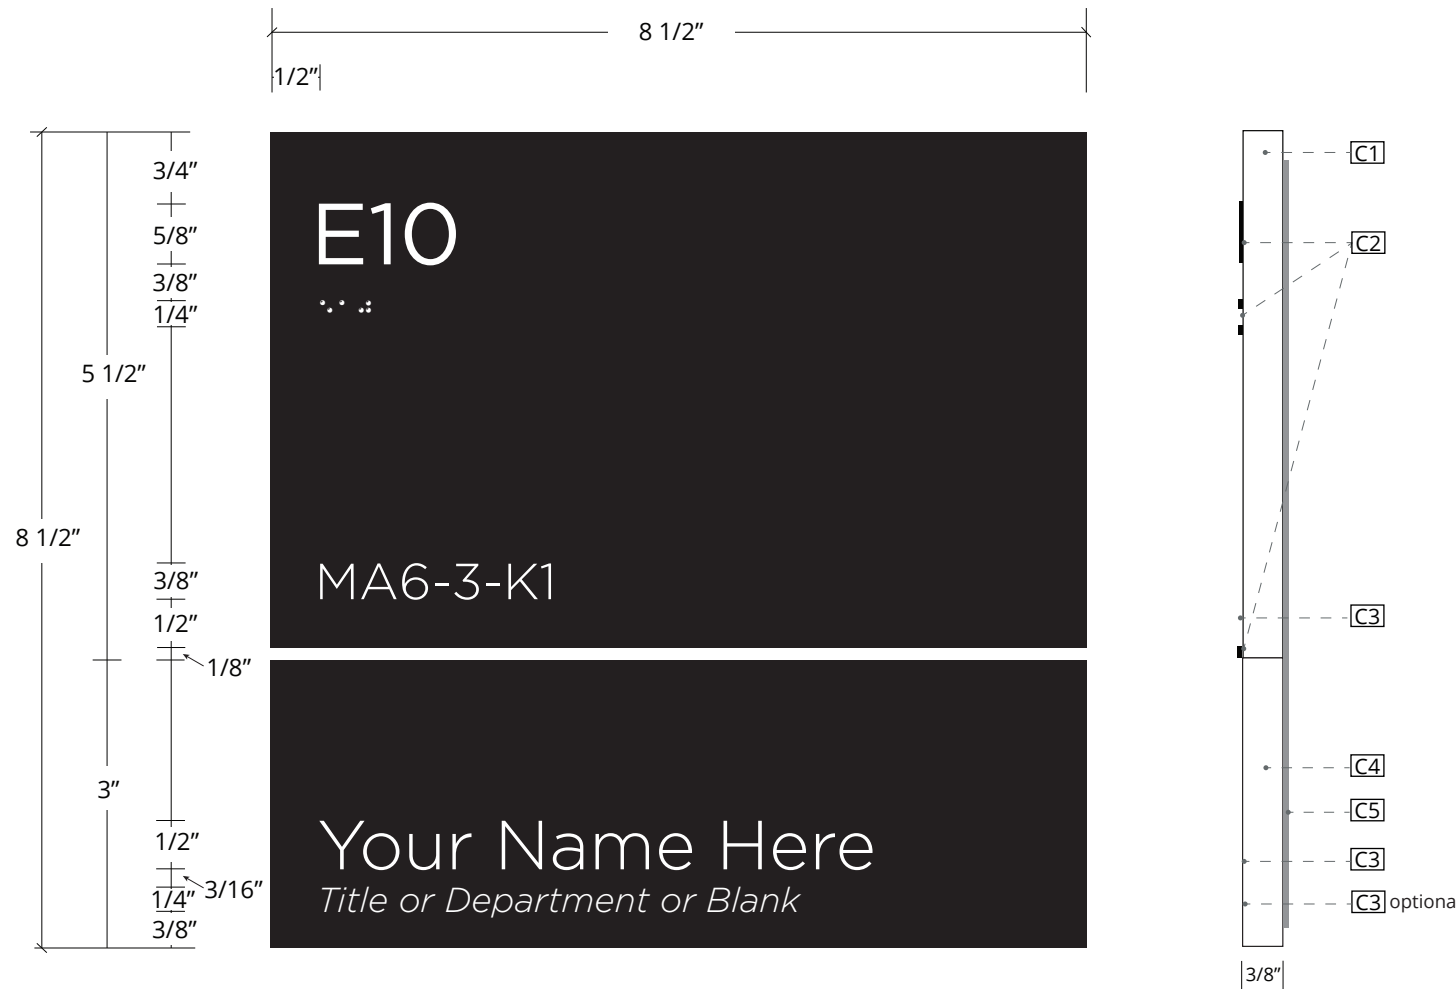 8 1/2”
1/2”
3/4”
5/8”
3/8”
1/4”
5 1/2”
8 1/2”
3/8”
1/2”
1/8”
3”
1/2”
3/16”
1/4”
3/8”
E10
⠑⠁⠚
MA6-3-K1
Your Name Here
Title or Department or Blank
C1
C2
C3
C4
C5
C3
C3 optiona
3/8”